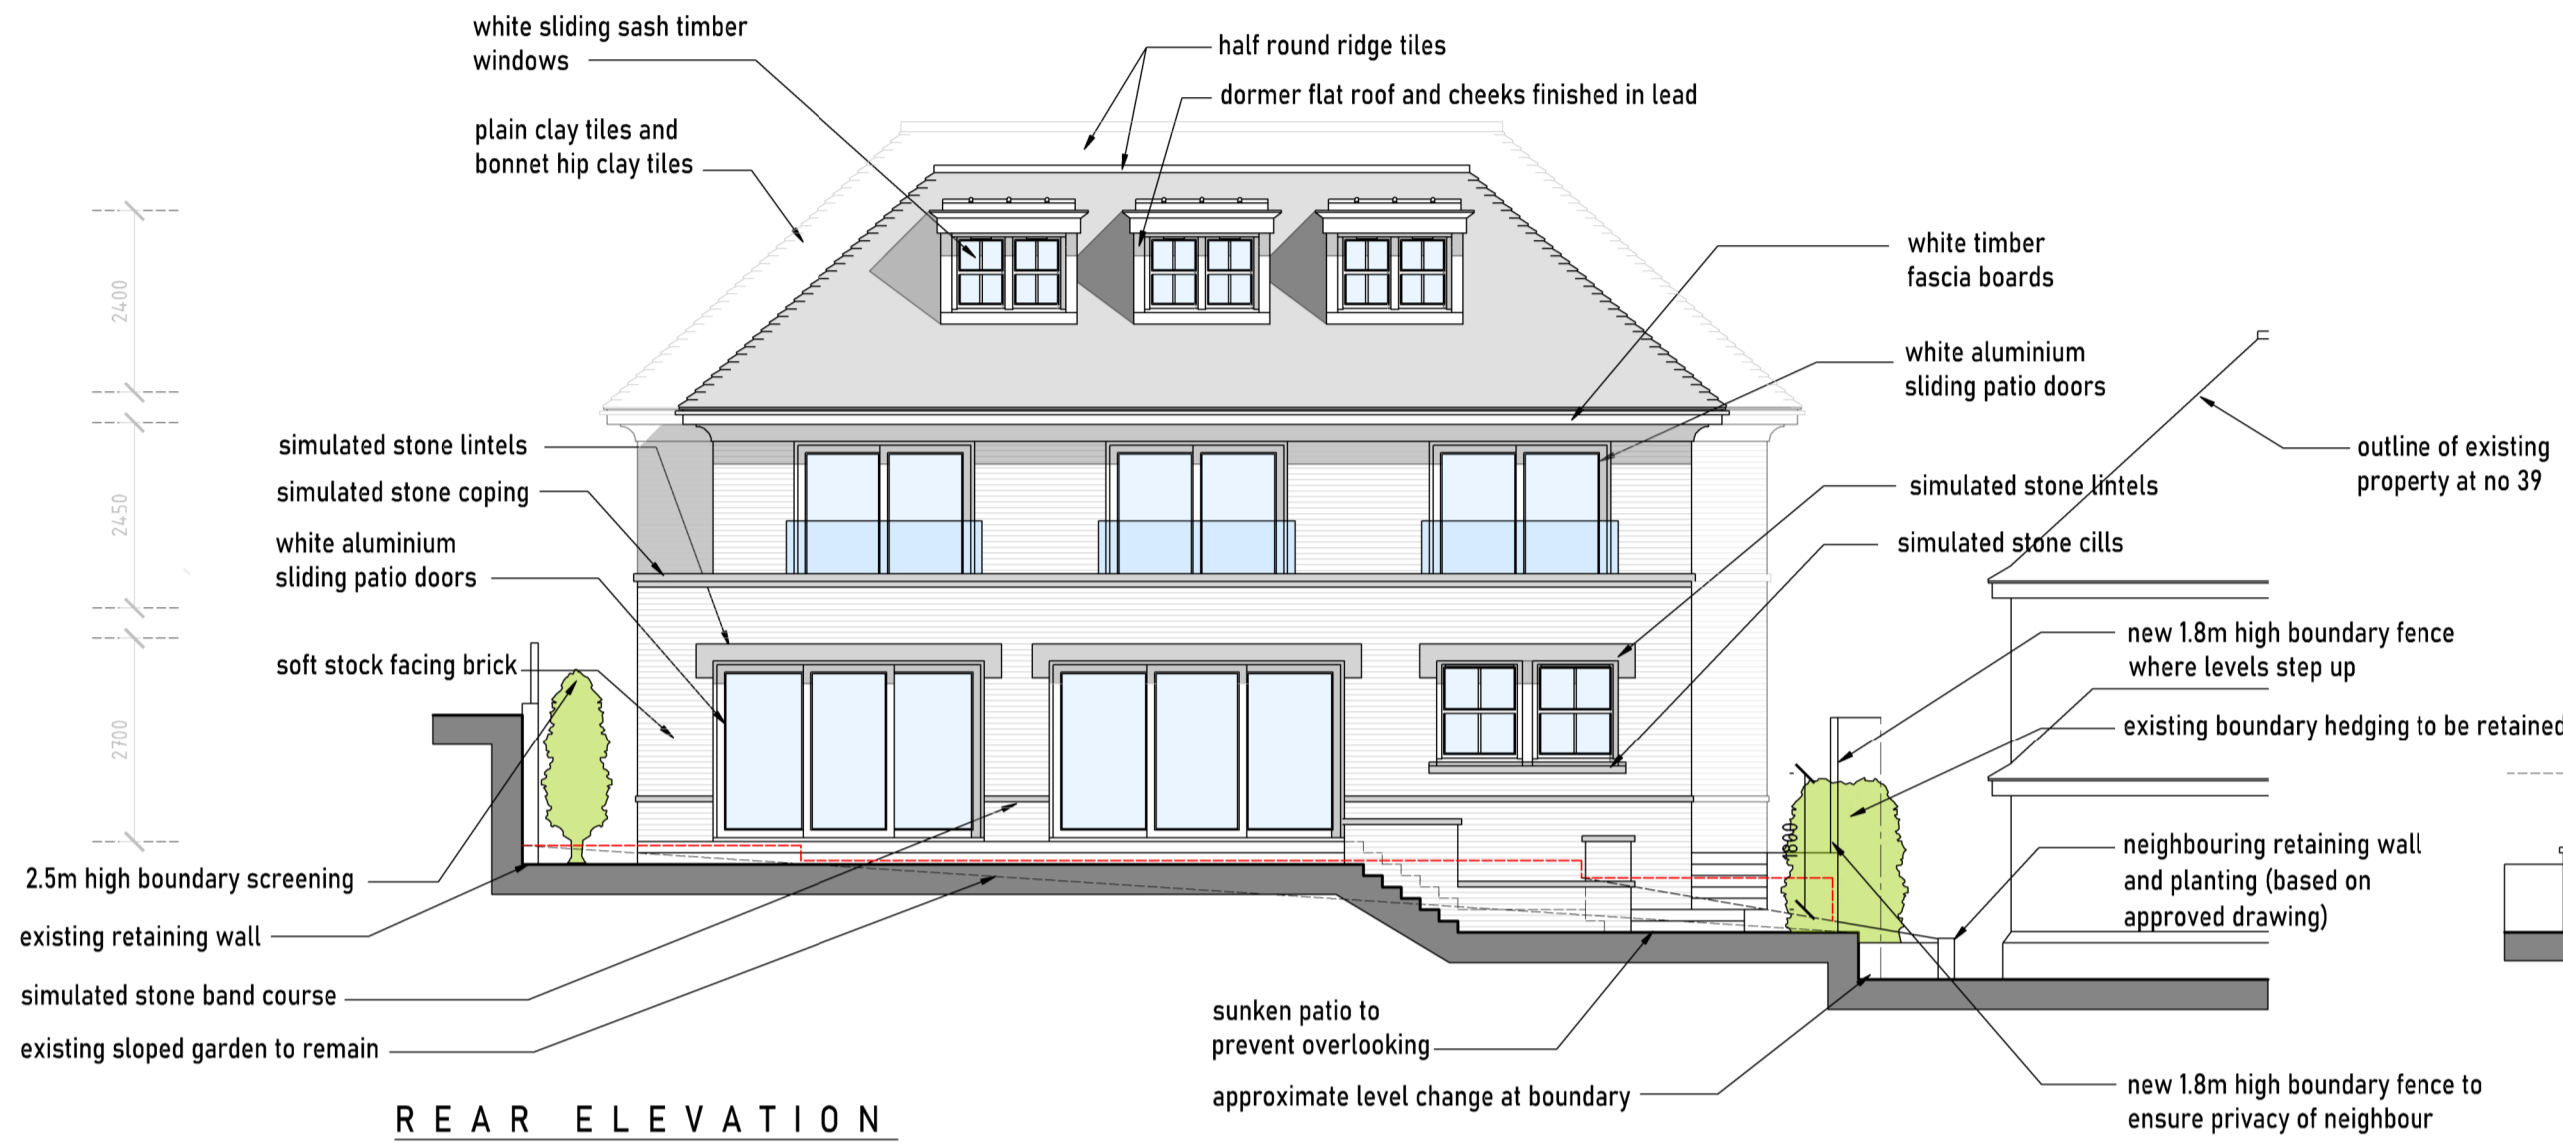 white sliding sash timber
windows
half round ridge tiles
dormer flat roof and cheeks finished in lead
plain clay tiles and
bonnet hip clay tiles
white timber
fascia boards
2400
white aluminium
sliding patio doors
simulated stone lintels
outline of existing
property at no 39
simulated stone coping
simulated stone lintels
2450
white aluminium
sliding patio doors
simulated stone cills
new 1.8m high boundary fence
where levels step up
soft stock facing brick
2700
existing boundary hedging to be retained
1800
neighbouring retaining wall
and planting (based on
approved drawing)
2.5m high boundary screening
existing retaining wall
simulated stone band course
sunken patio to
prevent overlooking
existing sloped garden to remain
approximate level change at boundary
new 1.8m high boundary fence to
ensure privacy of neighbour
REAR ELEVATION